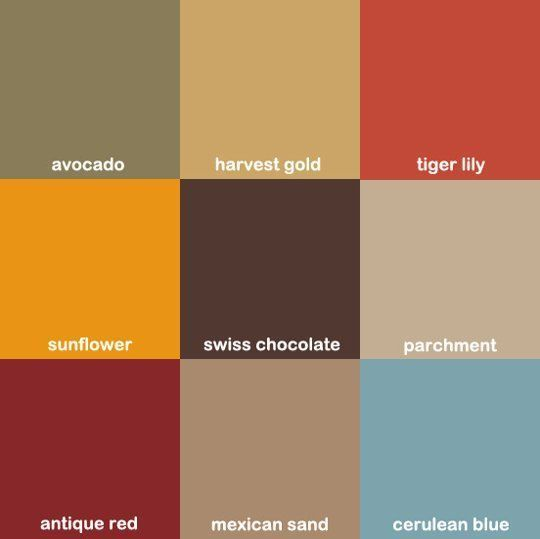 avocado
harvest gold
tiger lily
sunflower
swiss chocolate
parchment
antique red
mexican sand
cerulean blue